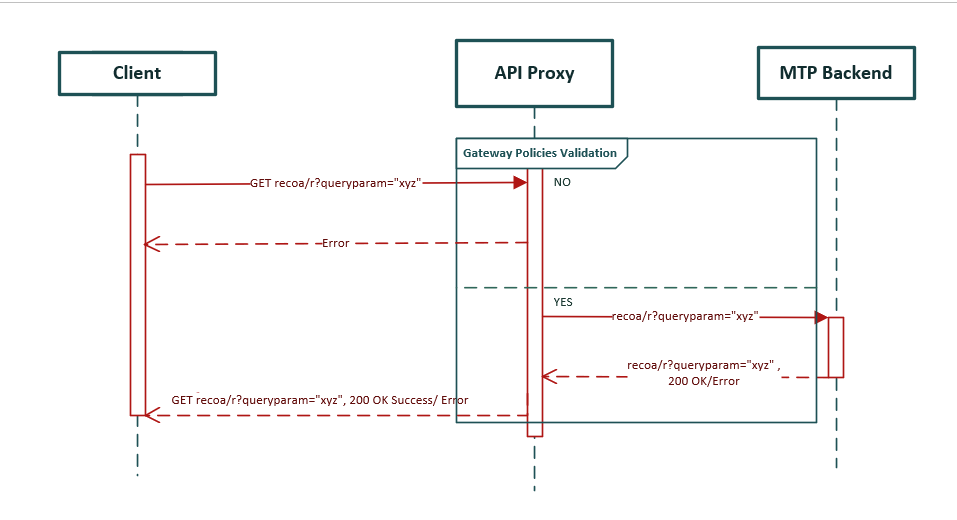 Client
API Proxy
MTP Backend
Gateway Policies Validation
GET recoa/r?queryparam="xyz"
NO
Error
YES
recoa/r?queryparam="xyz"
recoa/r?queryparam="xyz" ,
200 OK/Error
GET recoa/r?queryparam="xyz", 200 OK Success/ Error